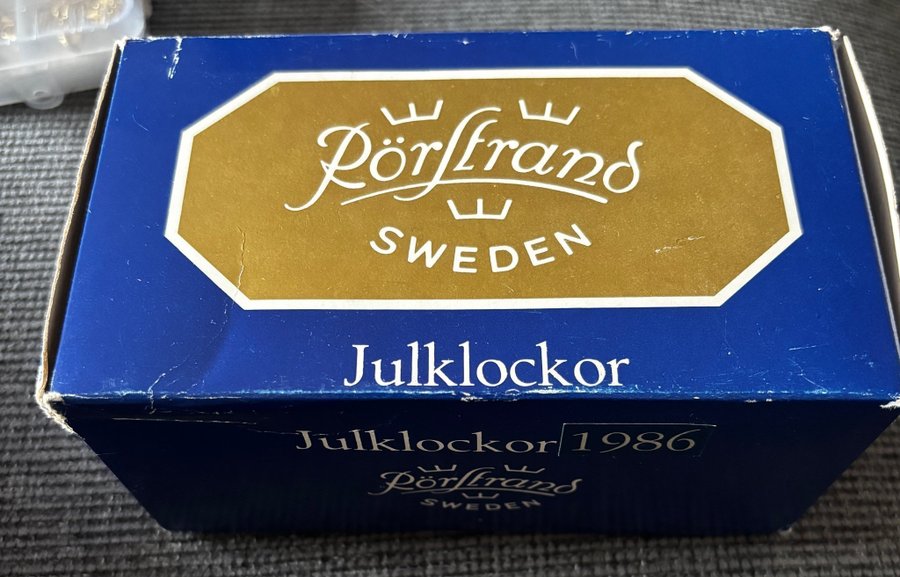 Rörstrand
SWEDEN
Julklockor
Julklockor 1986
Rörstrand
SWEDEN